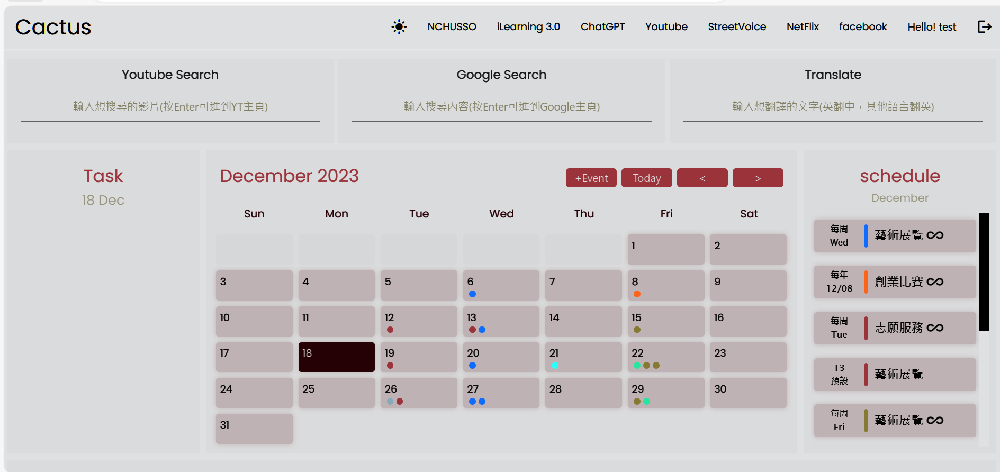 Cactus
NCHUSSO iLearning 3.0 ChatGPT Youtube StreetVoice NetFlix facebook Hello! test
Youtube Search
輸入想搜尋的影片(按Enter可進到YT主頁)
Google Search
輸入搜尋內容(按Enter可進到Google主頁)
Translate
輸入想翻譯的文字(英翻中，其他語言翻英)
Task
18 Dec
December 2023
+Event Today < >
Sun Mon Tue Wed Thu Fri Sat
1 2
3 4 5 6 7 8 9
10 11 12 13 14 15 16
17 18 19 20 21 22 23
24 25 26 27 28 29 30
31
schedule
December
每周
Wed
藝術展覽
每年
12/08
創業比賽
每周
Tue
志願服務
13
預設
藝術展覽
每周
Fri
藝術展覽